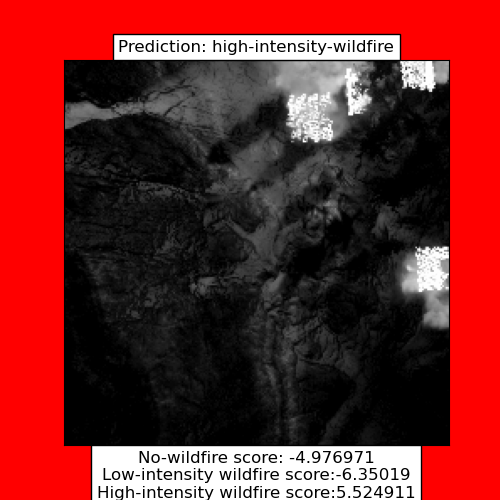 Prediction: high-intensity-wildfire
No-wildfire score: -4.976971
Low-intensity wildfire score:-6.35019
High-intensity wildfire score:5.524911